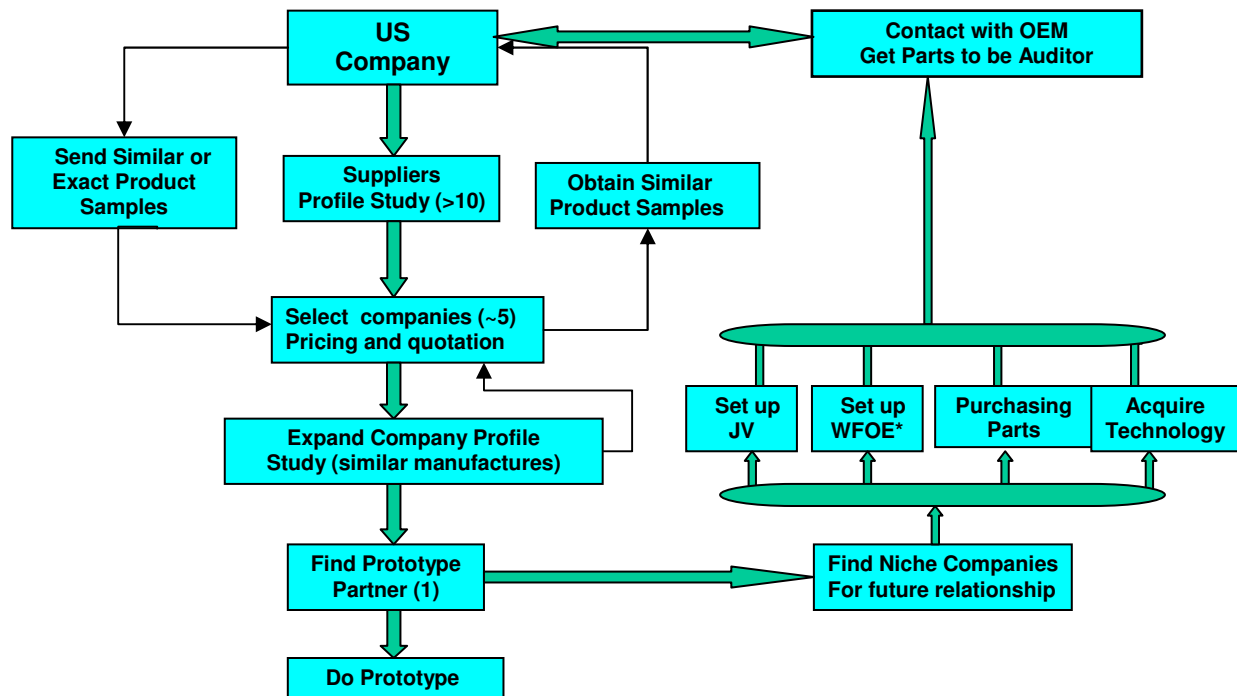 US
Company
Contact with OEM
Get Parts to be Auditor
Send Similar or
Exact Product
Samples
Suppliers
Profile Study (>10)
Obtain Similar
Product Samples
Select companies (~5)
Pricing and quotation
Set up
JV
Set up
WFOE*
Purchasing
Parts
Acquire
Technology
Expand Company Profile
Study (similar manufactures)
Find Prototype
Partner (1)
Find Niche Companies
For future relationship
Do Prototype